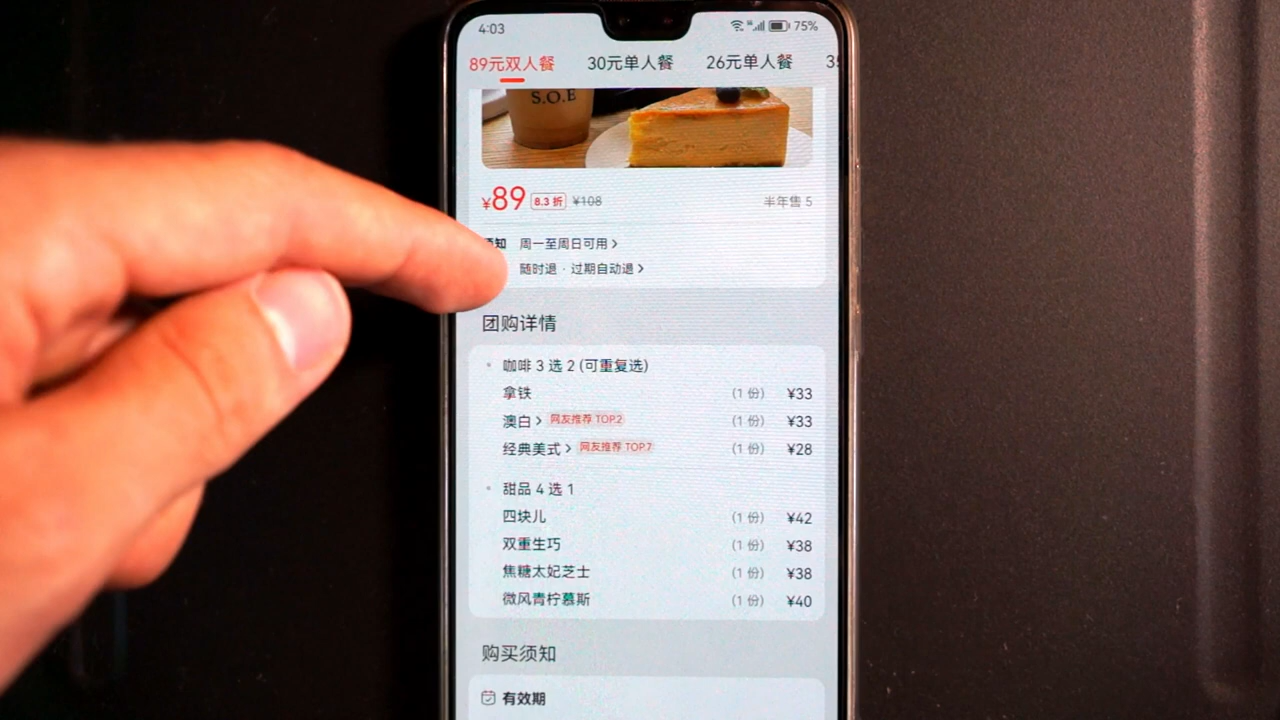 4:03 75%
89元双人餐 30元单人餐 26元单人餐
S.O.E
¥89 8.3 折 ¥108 半年售 5
周一至周日可用 >
随时退 · 过期自动退 >
团购详情
咖啡 3 选 2 (可重复选)
拿铁 (1 份) ¥33
澳白 > 网友推荐 TOP.2 (1 份) ¥33
经典美式 > 网友推荐 TOP.7 (1 份) ¥28
甜品 4 选 1
四块儿 (1 份) ¥42
双重生巧 (1 份) ¥38
焦糖太妃芝士 (1 份) ¥38
微风青柠慕斯 (1 份) ¥40
购买须知
有效期